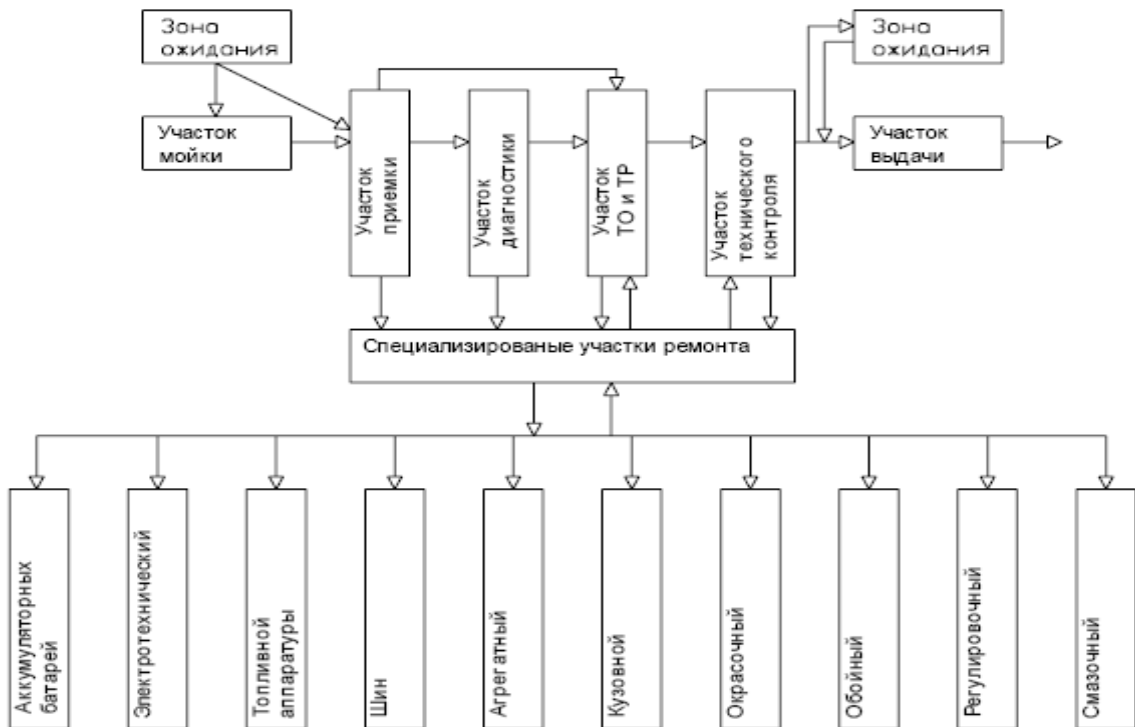 Зона
ожидания
Зона
ожидания
Участок
мойки
Участок
приемки
Участок
диагностики
Участок
ТО и ТР
Участок
технического
контроля
Участок
выдачи
Специализированые участки ремонта
Аккумуляторных
батарей
Электротехнический
Топливной
аппаратуры
Шин
Агрегатный
Кузовной
Окрасочный
Обойный
Регулировочный
Смазочный